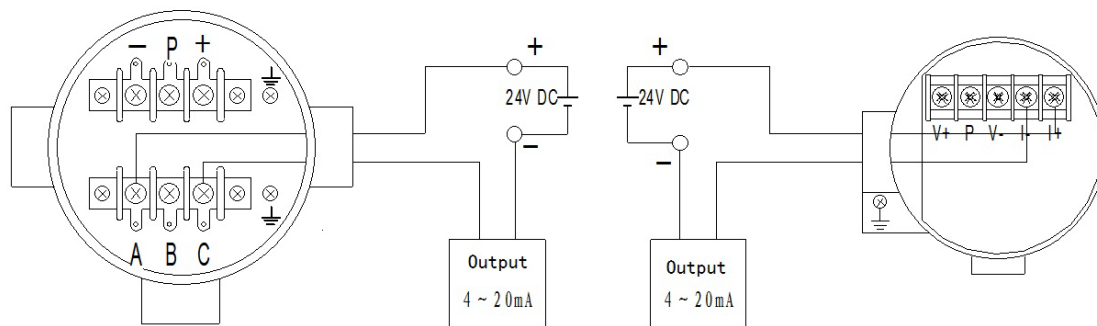 − P +
A B C
+
24V DC
−
Output
4 ~ 20mA
+
24V DC
−
Output
4 ~ 20mA
V+ P V- I- I+